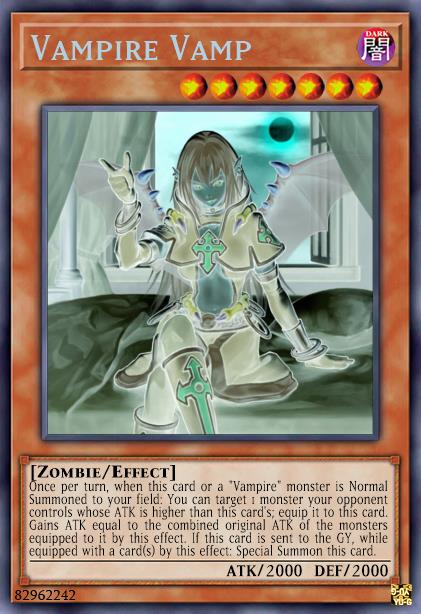 Vampire Vamp
DARK
闇
[Zombie/Effect]
Once per turn, when this card or a "Vampire" monster is Normal
Summoned to your field: You can target 1 monster your opponent
controls whose ATK is higher than this card's; equip it to this card.
Gains ATK equal to the combined original ATK of the monsters
equipped to it by this effect. If this card is sent to the GY, while
equipped with a card(s) by this effect: Special Summon this card.
ATK/2000 DEF/2000
82962242